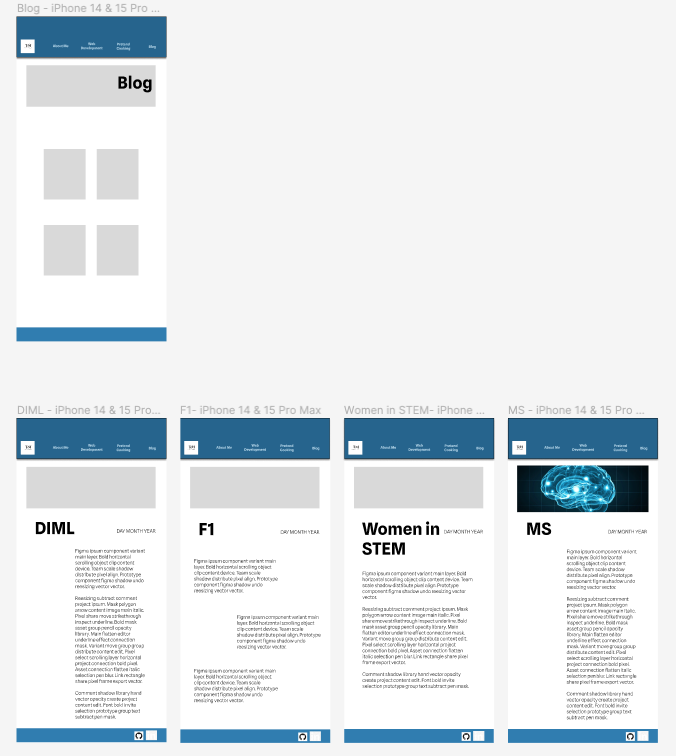 Blog - iPhone 14 & 15 Pro ...
About Me
Web
Development
Protocol
Cooking
Blog
Blog
DIML - iPhone 14 & 15 Pro...
About Me
Web
Development
Blog
DIML
DAY MONTH YEAR
Figma ipsum component variant
main layer. Bold horizontal
scrolling object clip content
device. Team scale shadow
distribute pixel align. Prototype
component figma shadow undo
resizing vector vector.
Resizing subtract comment
project ipsum. Mask polygon
arrow content image main italic.
Pixel share move strikethrough
inspect underline. Bold mask
asset group pencil opacity
library. Main flatten editor
underline effect connection
mask. Variant move group group
distribute content edit. Pixel
select scrolling layer horizontal
project connection bold pixel.
Asset connection flatten italic
selection pen blur. Link rectangle
share pixel frame export vector.
Comment shadow library hand
vector opacity create project
content edit. Font bold invite
selection prototype group text
subtract pen mask.
F1- iPhone 14 & 15 Pro Max
About Me
Web
Development
Blog
F1
DAY MONTH YEAR
Figma ipsum component variant main
layer. Bold horizontal scrolling object
clip content device. Team scale
shadow distribute pixel align. Prototype
component figma shadow undo
resizing vector vector.
Figma ipsum component variant main
layer. Bold horizontal scrolling object
clip content device. Team scale
shadow distribute pixel align. Prototype
component figma shadow undo
resizing vector vector.
Figma ipsum component variant main
layer. Bold horizontal scrolling object
clip content device. Team scale
shadow distribute pixel align. Prototype
component figma shadow undo
resizing vector vector.
Women in STEM- iPhone ...
About Me
Web
Development
Blog
Women in
STEM
DAY MONTH YEAR
Figma ipsum component variant main layer. Bold
horizontal scrolling object clip content device. Team
scale shadow distribute pixel align. Prototype
component figma shadow undo resizing vector
vector.
Resizing subtract comment project ipsum. Mask
polygon arrow content image main italic. Pixel
share move strikethrough inspect underline. Bold
mask asset group pencil opacity library. Main
flatten editor underline effect connection mask.
Variant move group group distribute content edit.
Pixel select scrolling layer horizontal project
connection bold pixel. Asset connection flatten
italic selection pen blur. Link rectangle share pixel
frame export vector.
Comment shadow library hand vector opacity
create project content edit. Font bold invite
selection prototype group text subtract pen mask.
MS - iPhone 14 & 15 Pro ...
About Me
Web
Development
Blog
MS
DAY MONTH YEAR
Figma ipsum component variant
main layer. Bold horizontal
scrolling object clip content
device. Team scale shadow
distribute pixel align. Prototype
component figma shadow undo
resizing vector vector.
Resizing subtract comment
project ipsum. Mask polygon
arrow content image main italic.
Pixel share move strikethrough
inspect underline. Bold mask
asset group pencil opacity
library. Main flatten editor
underline effect connection
mask. Variant move group group
distribute content edit. Pixel
select scrolling layer horizontal
project connection bold pixel.
Asset connection flatten italic
selection pen blur. Link rectangle
share pixel frame export vector.
Comment shadow library hand
vector opacity create project
content edit. Font bold invite
selection prototype group text
subtract pen mask.